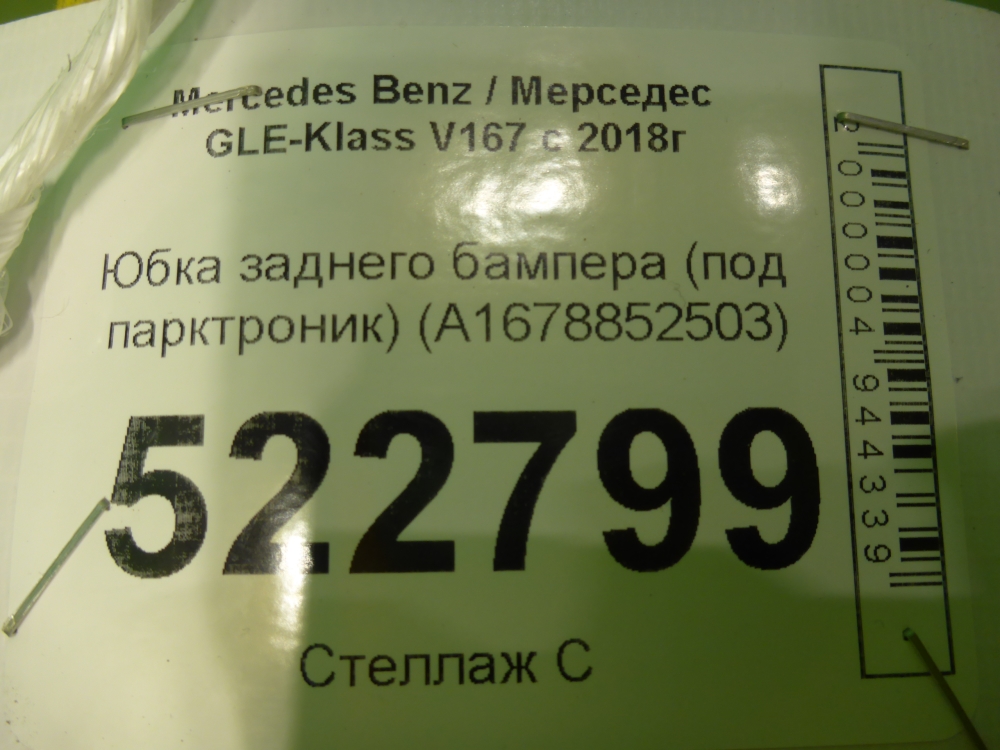 Mercedes Benz / Мерседес
GLE-Klass V167 с 2018г
Юбка заднего бампера (под
парктроник) (A1678852503)
522799
Стеллаж С
2000004944339